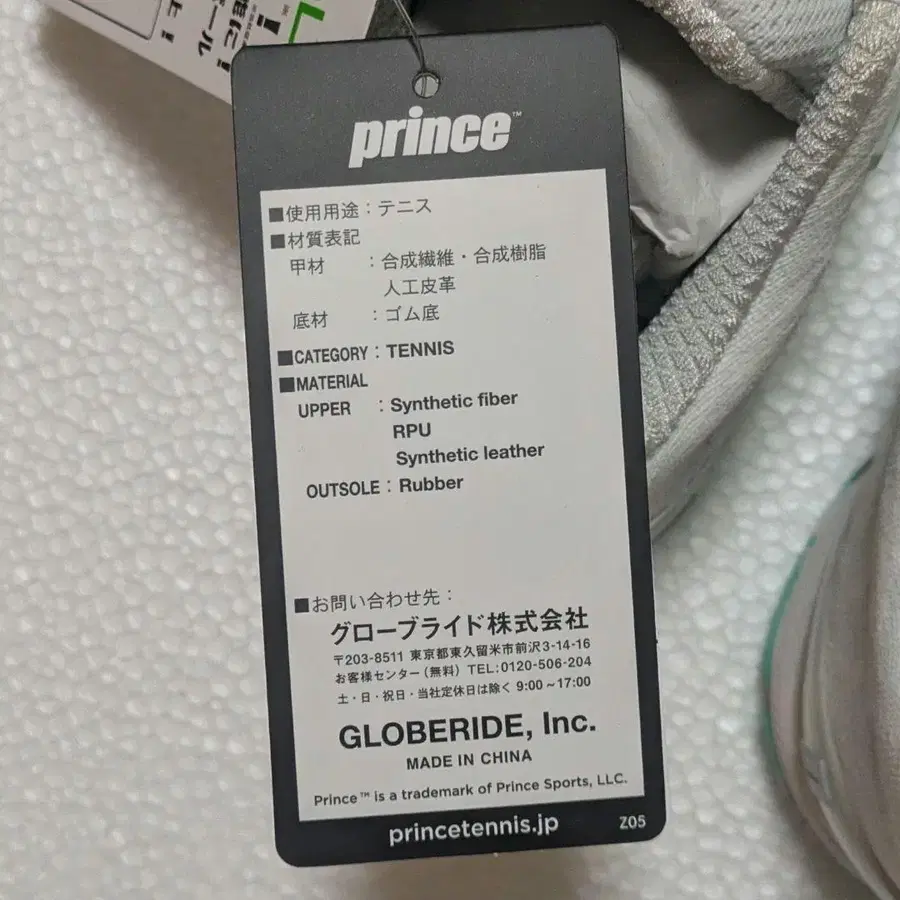 prince™
■使用用途：テニス
■材質表記
甲材 ：合成繊維・合成樹脂
人工皮革
底材 ：ゴム底
■CATEGORY：TENNIS
■MATERIAL
UPPER ：Synthetic fiber
RPU
Synthetic leather
OUTSOLE：Rubber
■お問い合わせ先：
グローブライド株式会社
〒203-8511 東京都東久留米市前沢3-14-16
お客様センター（無料） TEL:0120-506-204
土・日・祝日・当社定休日は除く 9:00～17:00
GLOBERIDE, Inc.
MADE IN CHINA
Prince™ is a trademark of Prince Sports, LLC.
princetennis.jp
Z05